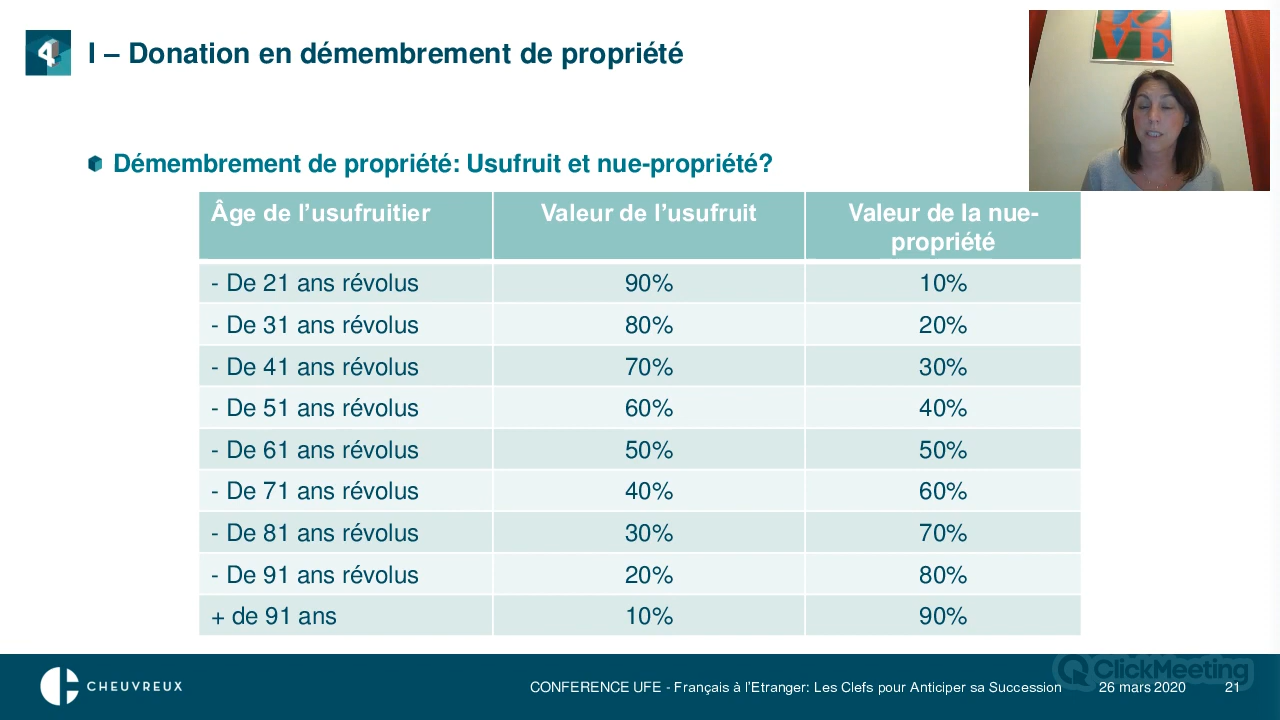 4
I – Donation en démembrement de propriété
LOVE
Démembrement de propriété: Usufruit et nue-propriété?
Âge de l’usufruitier Valeur de l’usufruit Valeur de la nue-
propriété
- De 21 ans révolus 90% 10%
- De 31 ans révolus 80% 20%
- De 41 ans révolus 70% 30%
- De 51 ans révolus 60% 40%
- De 61 ans révolus 50% 50%
- De 71 ans révolus 40% 60%
- De 81 ans révolus 30% 70%
- De 91 ans révolus 20% 80%
+ de 91 ans 10% 90%
CHEUVREUX
CONFERENCE UFE - Français à l’Etranger: Les Clefs pour Anticiper sa Succession 26 mars 2020 21
ClickMeeting